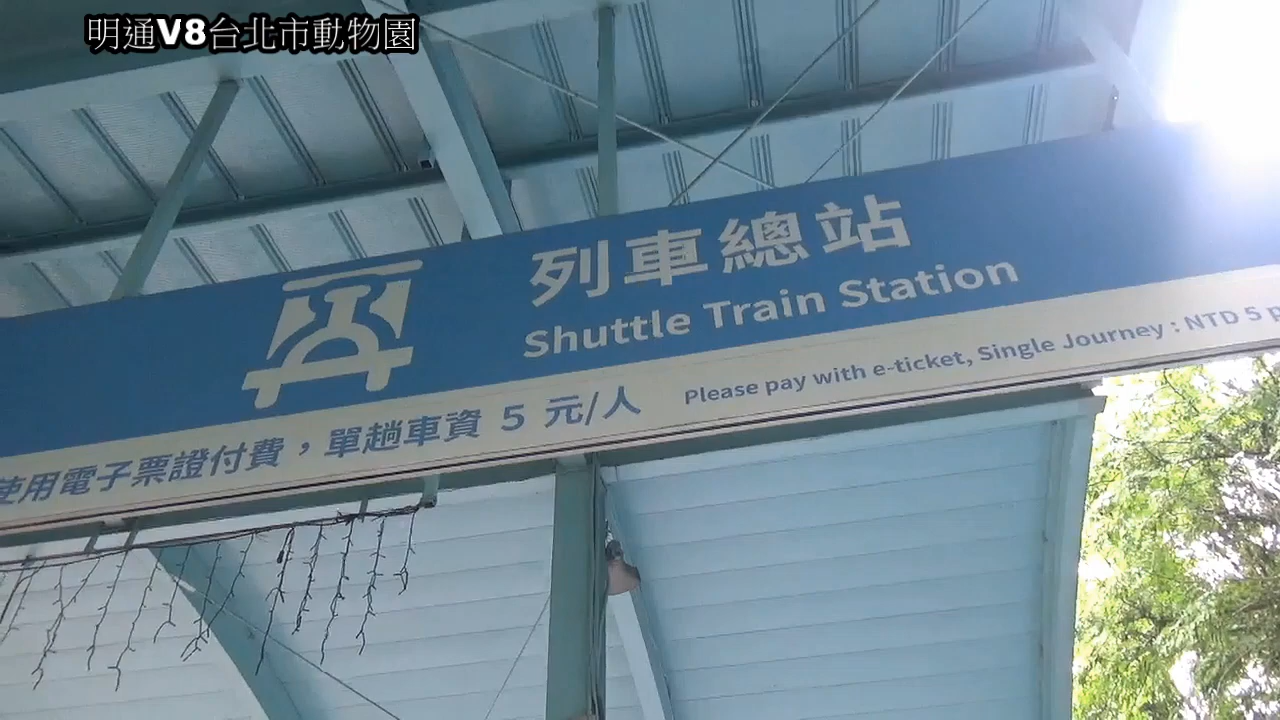 明通V8台北市動物園
列車總站
Shuttle Train Station
使用電子票證付費，單趟車資 5 元/人
Please pay with e-ticket, Single Journey : NTD 5